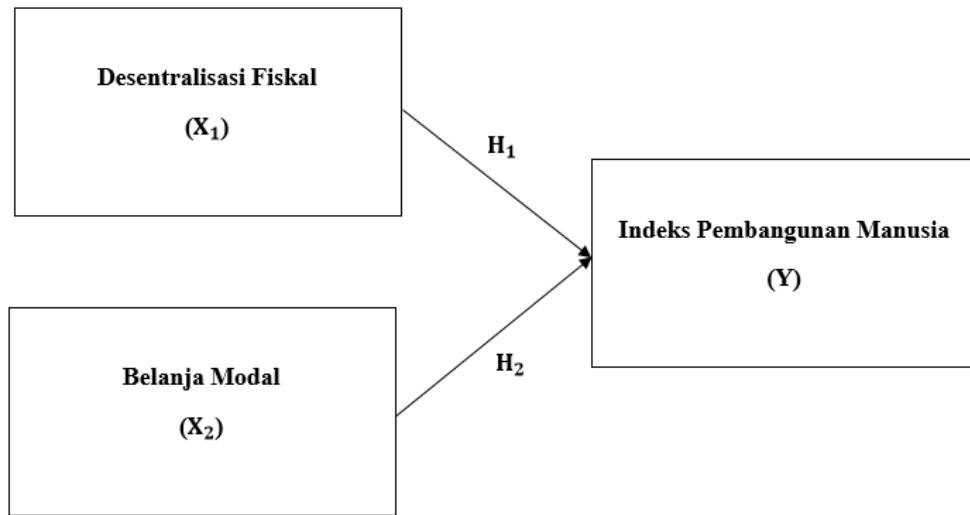 Desentralisasi Fiskal
(X₁)
H₁
Indeks Pembangunan Manusia
(Y)
Belanja Modal
(X₂)
H₂